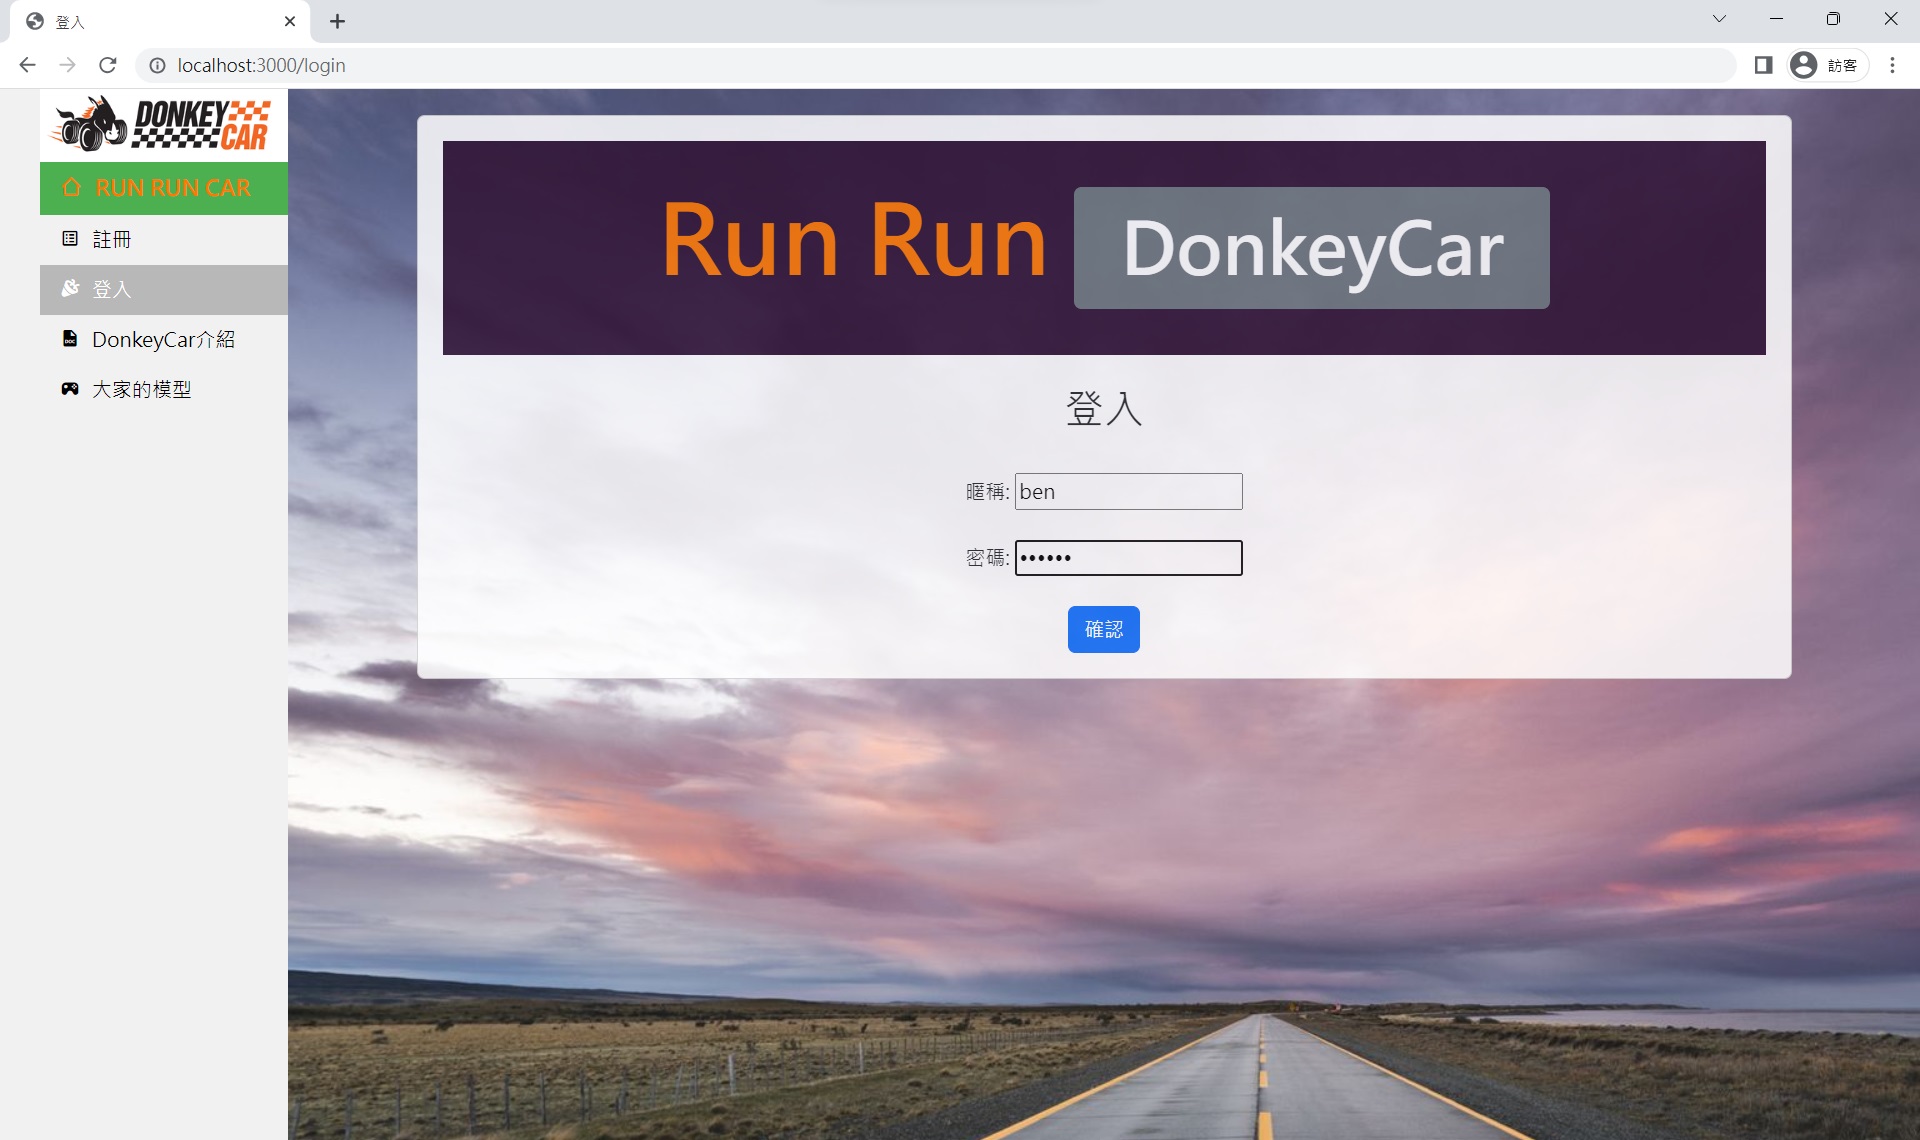 登入
localhost:3000/login
訪客
DONKEY
CAR
RUN RUN CAR
註冊
登入
DonkeyCar介紹
大家的模型
Run Run DonkeyCar
登入
暱稱: ben
密碼: ••••••
確認